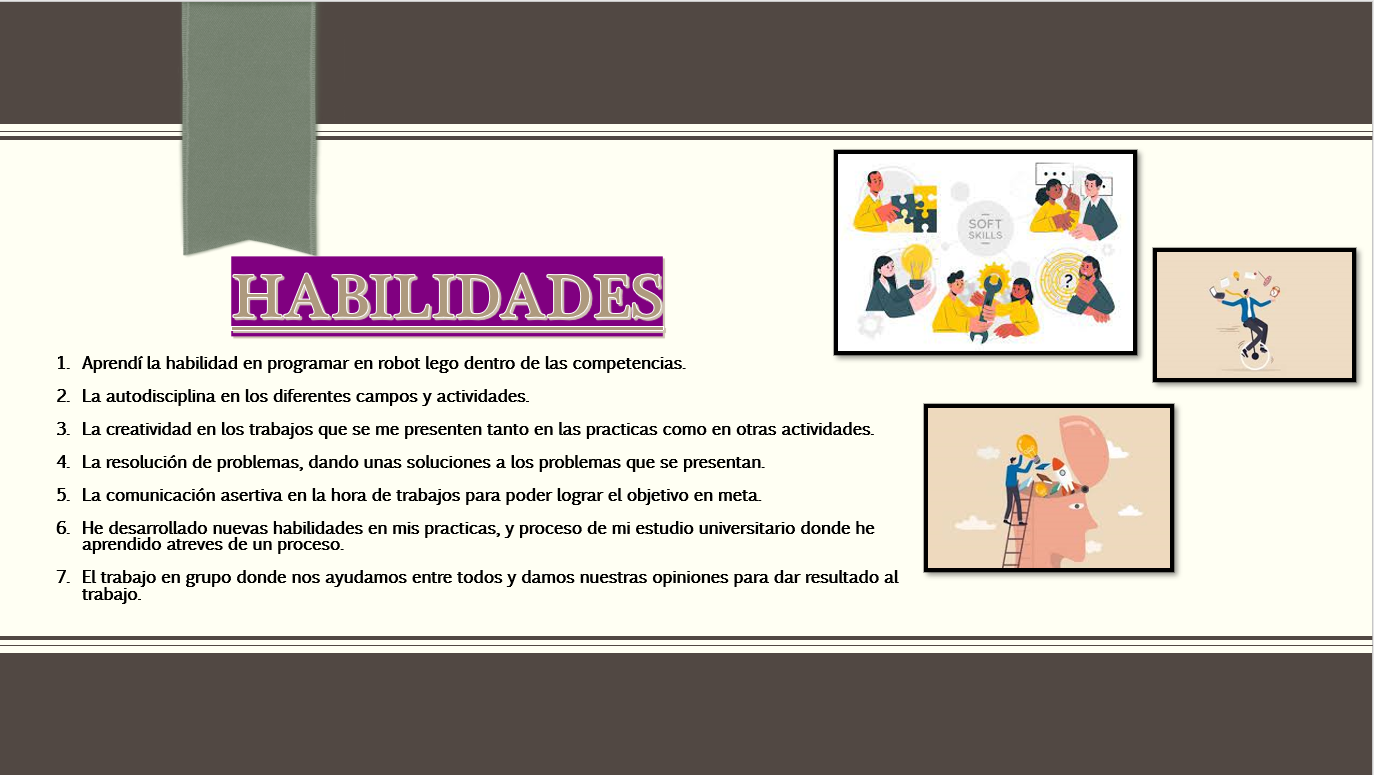 HABILIDADES
1. Aprendí la habilidad en programar en robot lego dentro de las competencias.
2. La autodisciplina en los diferentes campos y actividades.
3. La creatividad en los trabajos que se me presenten tanto en las practicas como en otras actividades.
4. La resolución de problemas, dando unas soluciones a los problemas que se presentan.
5. La comunicación asertiva en la hora de trabajos para poder lograr el objetivo en meta.
6. He desarrollado nuevas habilidades en mis practicas, y proceso de mi estudio universitario donde he
aprendido atreves de un proceso.
7. El trabajo en grupo donde nos ayudamos entre todos y damos nuestras opiniones para dar resultado al
trabajo.
SOFT
SKILLS
?